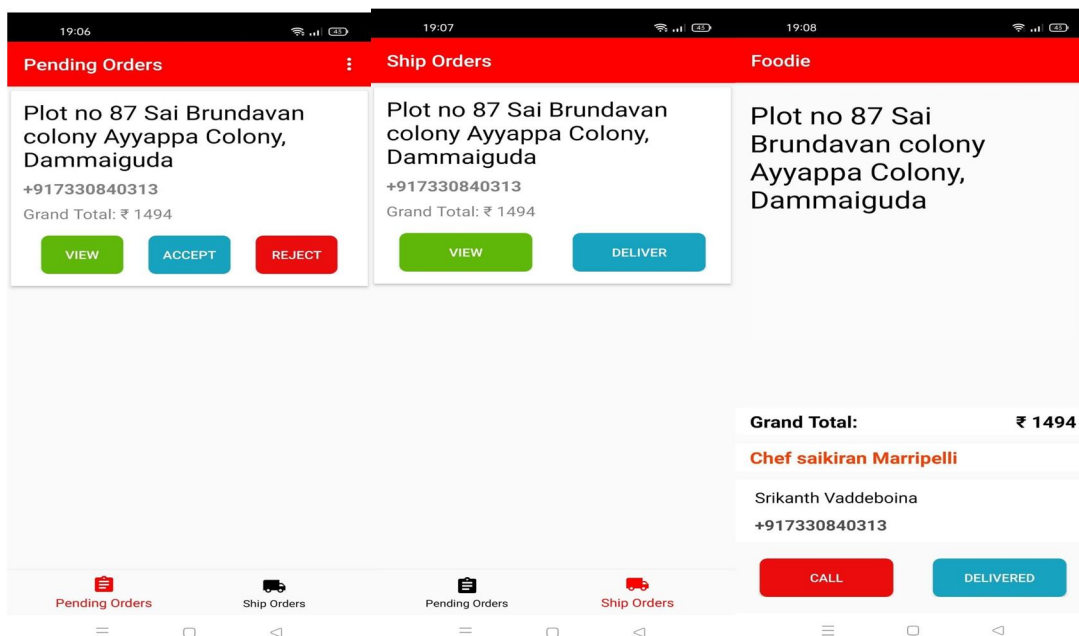 19:06
45
Pending Orders
Plot no 87 Sai Brundavan
colony Ayyappa Colony,
Dammaiguda
+917330840313
Grand Total: ₹ 1494
VIEW
ACCEPT
REJECT
Pending Orders
Ship Orders
19:07
45
Ship Orders
Plot no 87 Sai Brundavan
colony Ayyappa Colony,
Dammaiguda
+917330840313
Grand Total: ₹ 1494
VIEW
DELIVER
Pending Orders
Ship Orders
19:08
45
Foodie
Plot no 87 Sai
Brundavan colony
Ayyappa Colony,
Dammaiguda
Grand Total: ₹ 1494
Chef saikiran Marripelli
Srikanth Vaddeboina
+917330840313
CALL
DELIVERED